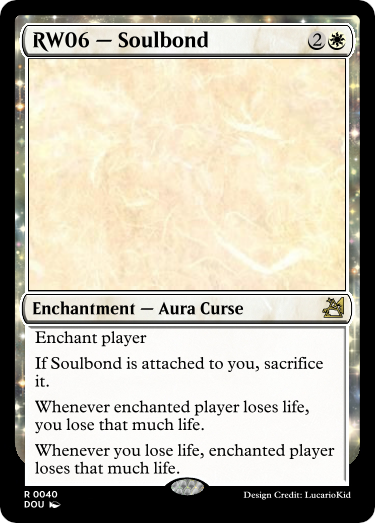 RW06 — Soulbond 2
Enchantment — Aura Curse
Enchant player
If Soulbond is attached to you, sacrifice
it.
Whenever enchanted player loses life,
you lose that much life.
Whenever you lose life, enchanted player
loses that much life.
R 0040
DOU
Design Credit: LucarioKid